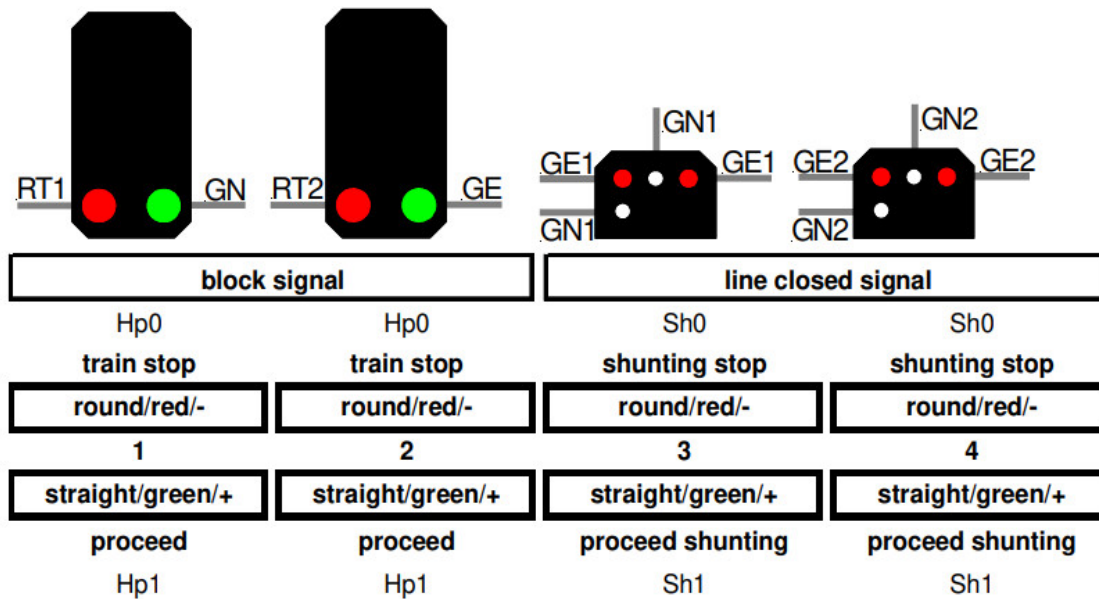 GN1 GN2
GE1 GE1 GE2 GE2
RT1 GN RT2 GE
GN1 GN2
block signal line closed signal
Hp0 Hp0 Sh0 Sh0
train stop train stop shunting stop shunting stop
round/red/- round/red/- round/red/- round/red/-
1 2 3 4
straight/green/+ straight/green/+ straight/green/+ straight/green/+
proceed proceed proceed shunting proceed shunting
Hp1 Hp1 Sh1 Sh1